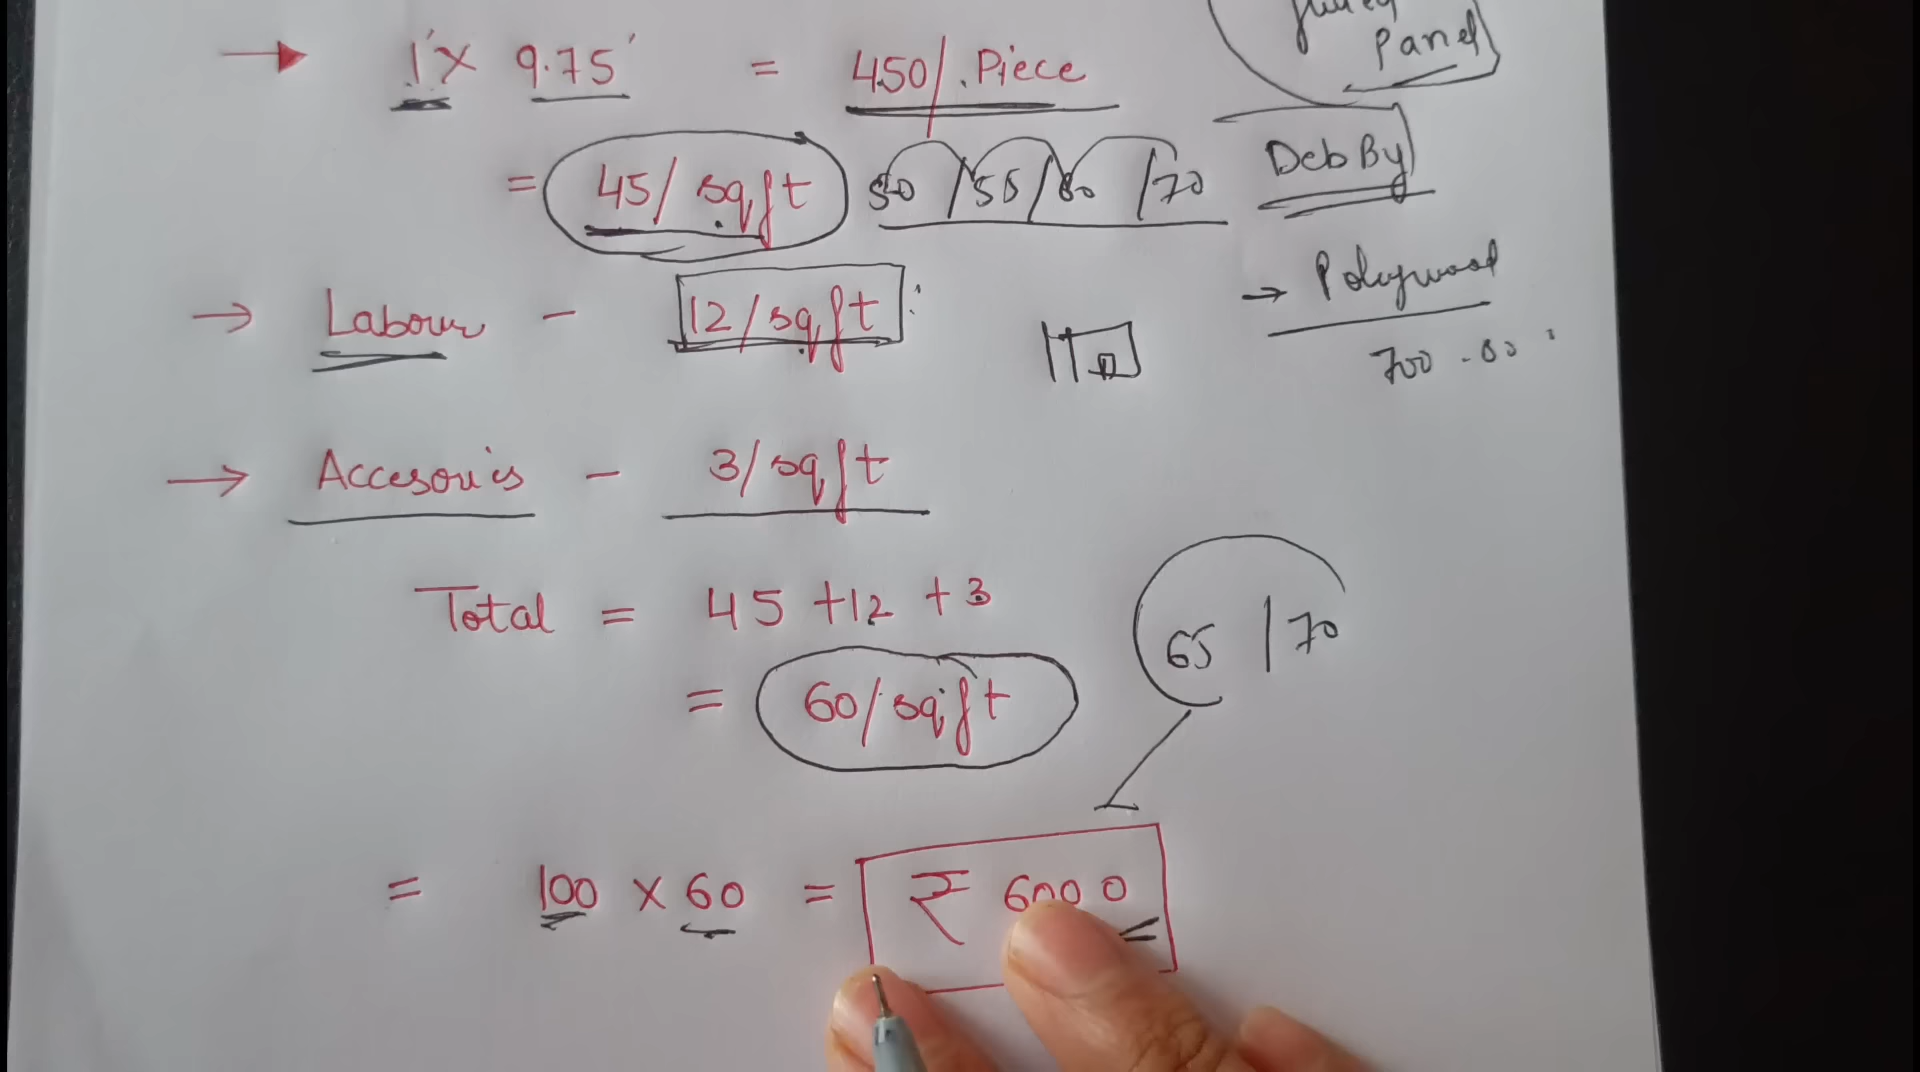 → 1' x 9.75' = 450/. Piece
Panel
= 45/sqft 50/55/60/70
Deb By
→ Labour - 12/sqft
→ Polywood
700
→ Accesories - 3/sqft
Total = 45 +12 +3
65/70
= 60/sqft
= 100 x 60 = ₹ 6000